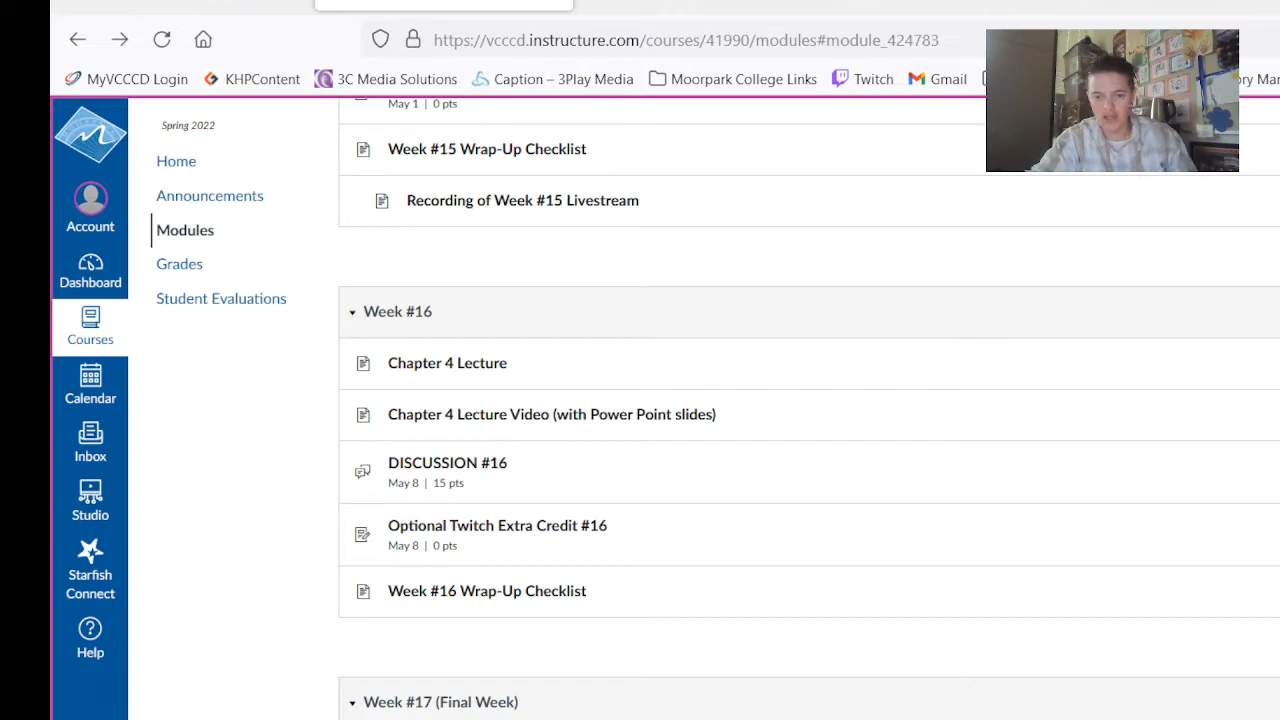 https://vcccd.instructure.com/courses/41990/modules#module_424783
MyVCCCD Login
KHPContent
3C Media Solutions
Caption – 3Play Media
Moorpark College Links
Twitch
Gmail
ory Man
Spring 2022
Home
Announcements
Modules
Grades
Student Evaluations
Account
Dashboard
Courses
Calendar
Inbox
Studio
Starfish
Connect
Help
May 1 | 0 pts
Week #15 Wrap-Up Checklist
Recording of Week #15 Livestream
Week #16
Chapter 4 Lecture
Chapter 4 Lecture Video (with Power Point slides)
DISCUSSION #16
May 8 | 15 pts
Optional Twitch Extra Credit #16
May 8 | 0 pts
Week #16 Wrap-Up Checklist
Week #17 (Final Week)